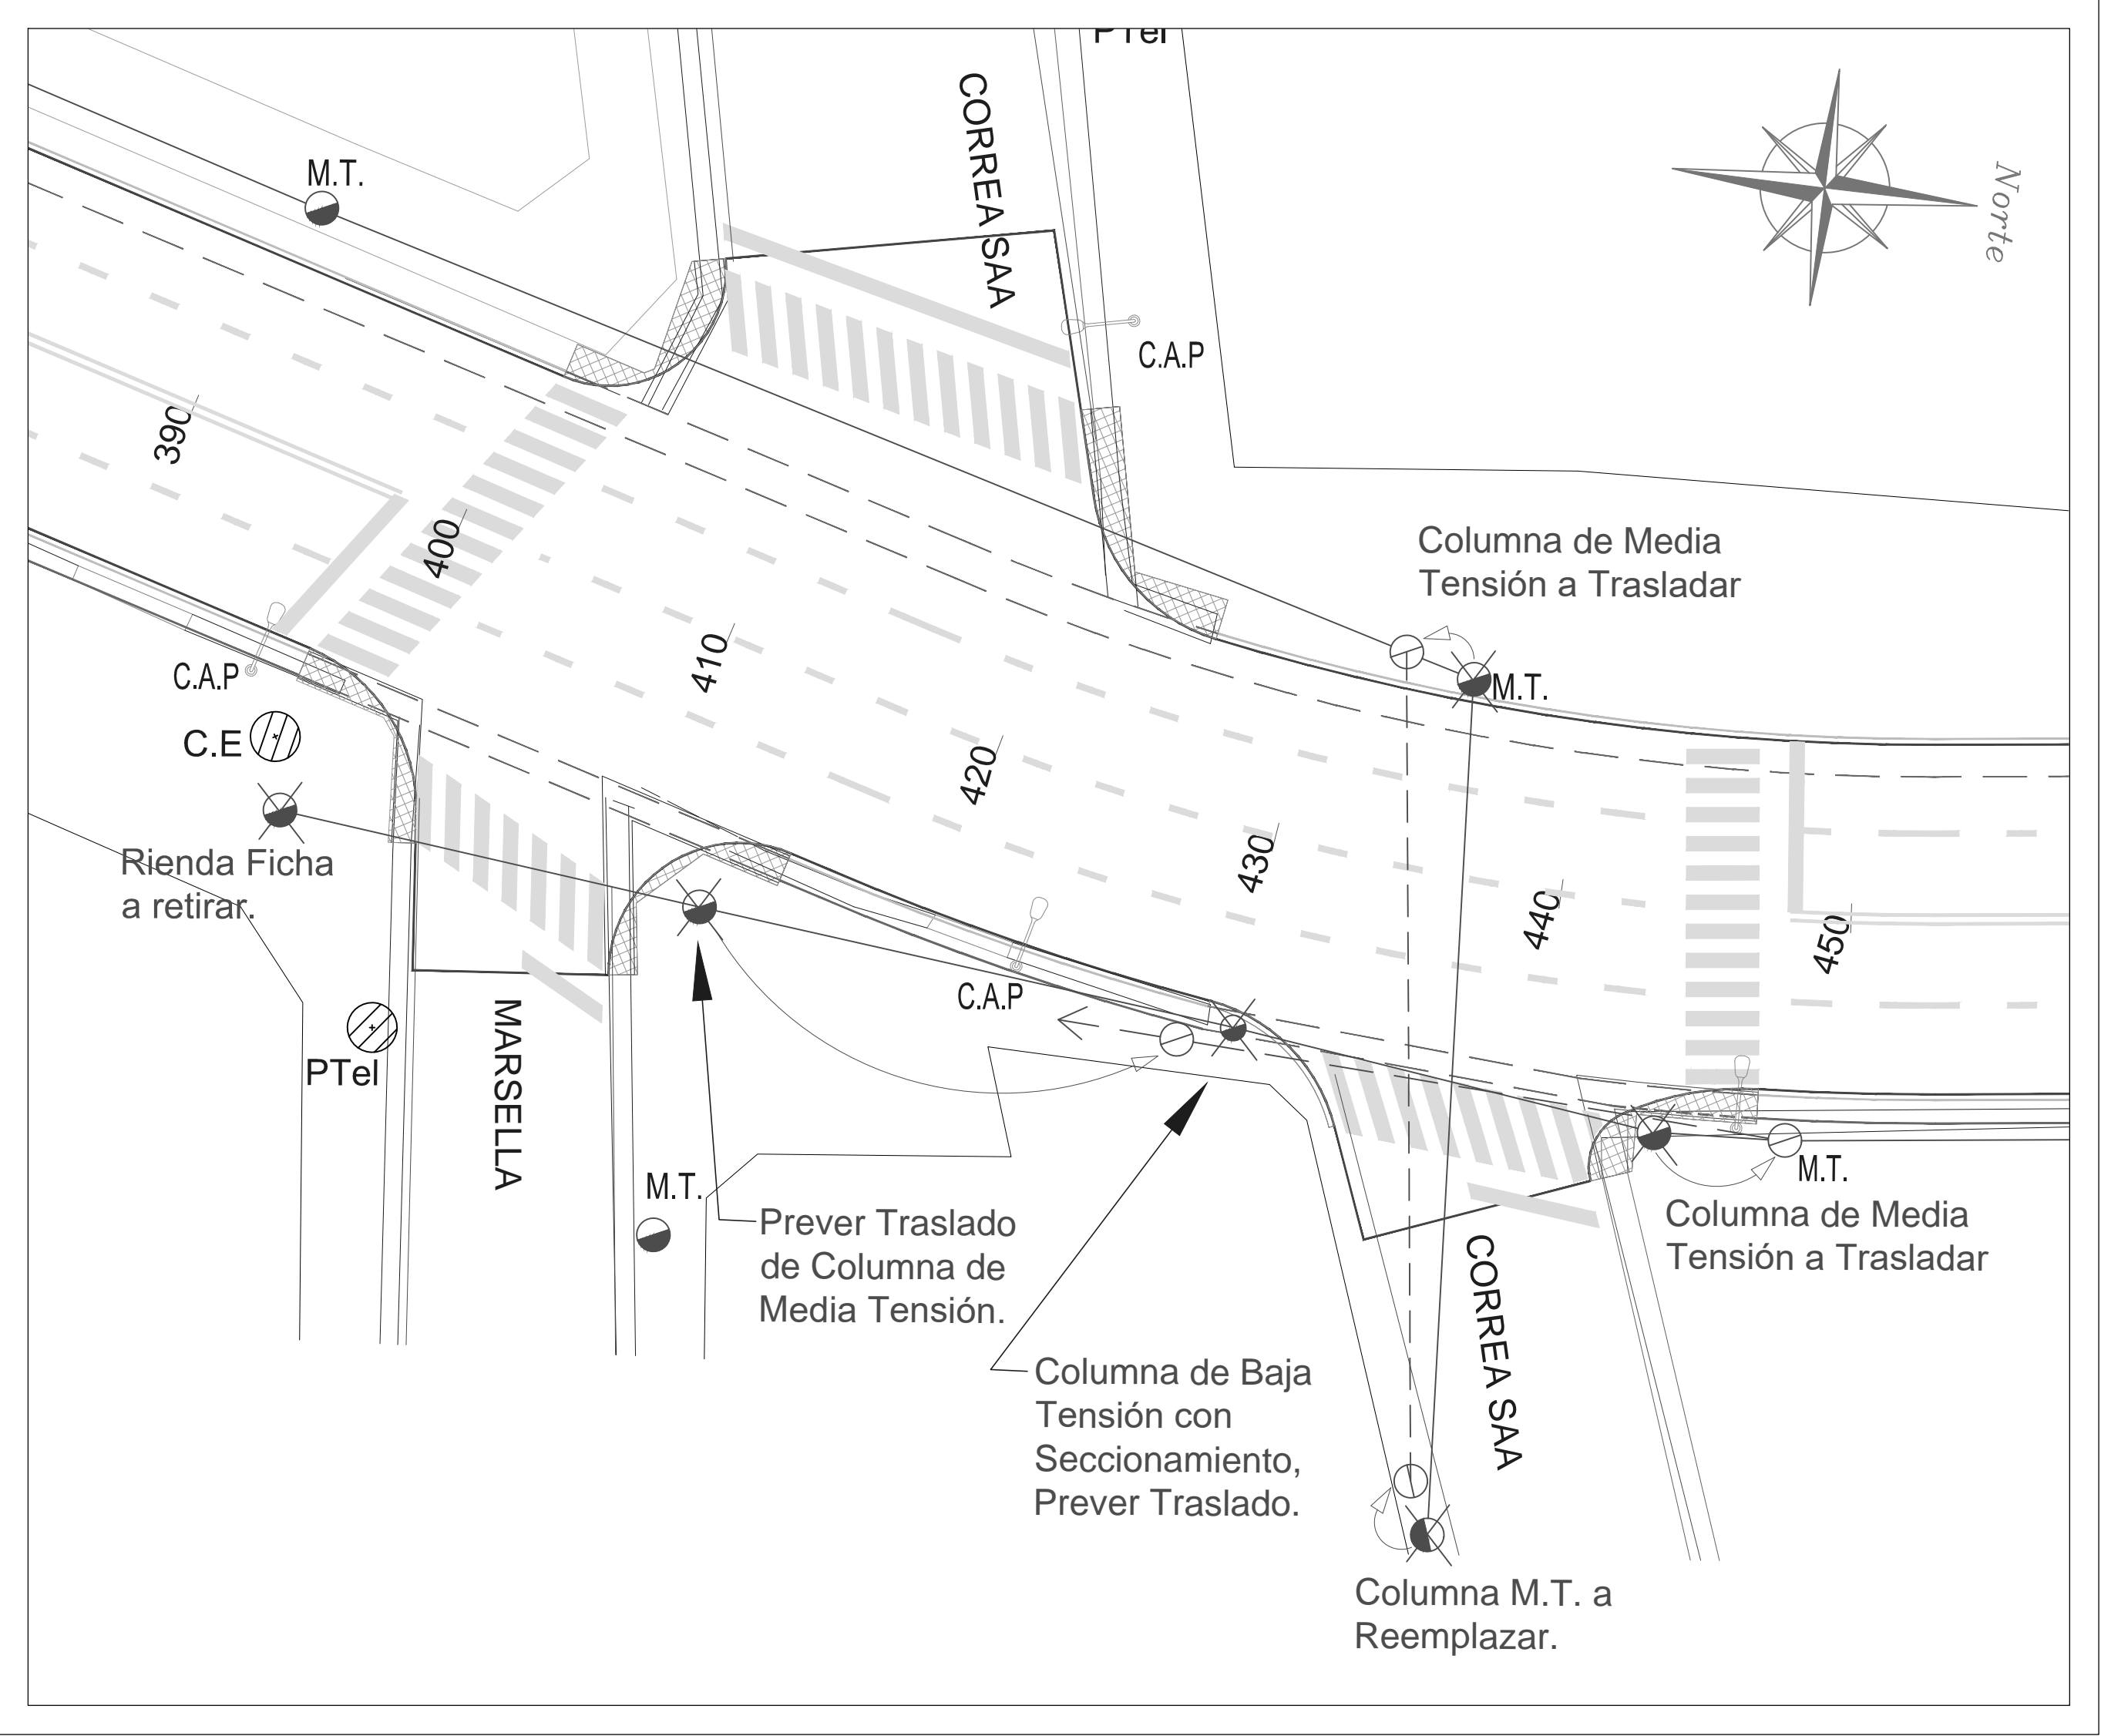 PTel
CORREA SAA
Norte
M.T.
C.A.P
390
400
Columna de Media
Tensión a Trasladar
M.T.
410
C.A.P
C.E
420
430
440
450
Rienda Ficha
a retirar.
C.A.P
MARSELLA
PTel
M.T.
M.T.
Prever Traslado
de Columna de
Media Tensión.
Columna de Media
Tensión a Trasladar
CORREA SAA
Columna de Baja
Tensión con
Seccionamiento,
Prever Traslado.
Columna M.T. a
Reemplazar.